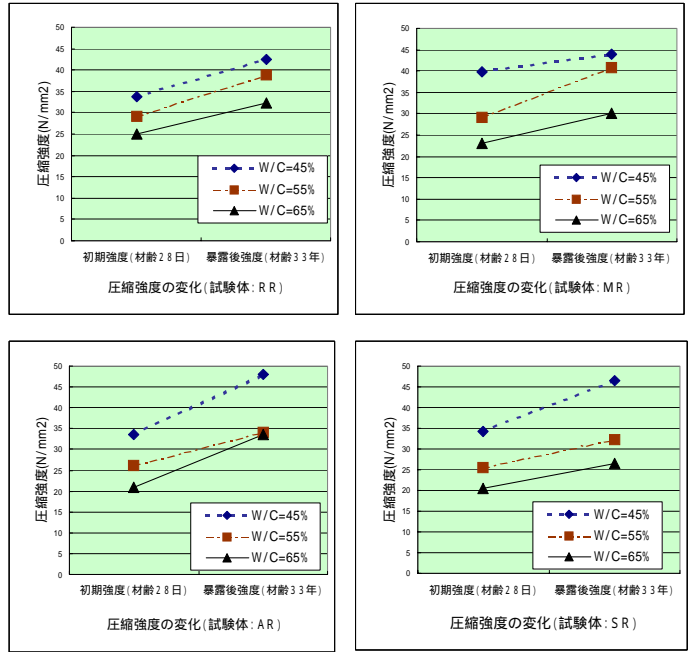 圧縮強度(N/mm2)
50
45
40
35
30
25
20
15
10
5
0
W/C=45%
W/C=55%
W/C=65%
初期強度(材齢28日)
暴露後強度(材齢33年)
圧縮強度の変化(試験体:RR)
圧縮強度(N/mm2)
50
45
40
35
30
25
20
15
10
5
0
W/C=45%
W/C=55%
W/C=65%
初期強度(材齢28日)
暴露後強度(材齢33年)
圧縮強度の変化(試験体:MR)
圧縮強度(N/mm2)
50
45
40
35
30
25
20
15
10
5
0
W/C=45%
W/C=55%
W/C=65%
初期強度(材齢28日)
暴露後強度(材齢33年)
圧縮強度の変化(試験体:AR)
圧縮強度(N/mm2)
50
45
40
35
30
25
20
15
10
5
0
W/C=45%
W/C=55%
W/C=65%
初期強度(材齢28日)
暴露後強度(材齢33年)
圧縮強度の変化(試験体:SR)